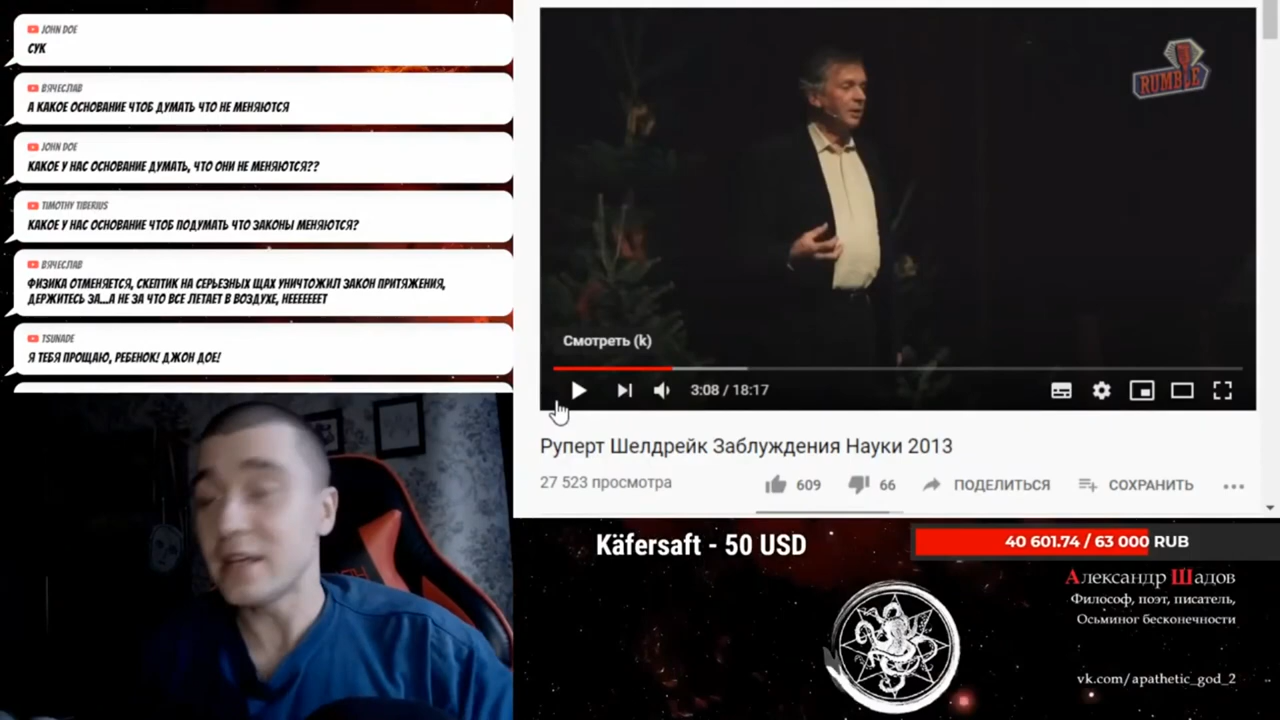 JOHN DOE
СУК
ВЯЧЕСЛАВ
А КАКОЕ ОСНОВАНИЕ ЧТОБ ДУМАТЬ ЧТО НЕ МЕНЯЮТСЯ
JOHN DOE
КАКОЕ У НАС ОСНОВАНИЕ ДУМАТЬ, ЧТО ОНИ НЕ МЕНЯЮТСЯ??
TIMOTHY TIBERIUS
КАКОЕ У НАС ОСНОВАНИЕ ЧТОБ ПОДУМАТЬ ЧТО ЗАКОНЫ МЕНЯЮТСЯ?
ВЯЧЕСЛАВ
ФИЗИКА ОТМЕНЯЕТСЯ, СКЕПТИК НА СЕРЬЕЗНЫХ ЩАХ УНИЧТОЖИЛ ЗАКОН ПРИТЯЖЕНИЯ,
ДЕРЖИТЕСЬ ЗА...А НЕ ЗА ЧТО ВСЕ ЛЕТАЕТ В ВОЗДУХЕ, НЕЕЕЕЕЕТ
TSUNADE
Я ТЕБЯ ПРОЩАЮ, РЕБЕНОК! ДЖОН ДОЕ!
RUMBLE
Смотреть (k)
3:08 / 18:17
Руперт Шелдрейк Заблуждения Науки 2013
27 523 просмотра
609
66
ПОДЕЛИТЬСЯ
СОХРАНИТЬ
Käfersaft - 50 USD
40 601.74 / 63 000 RUB
Александр Шадов
Философ, поэт, писатель,
Осьминог бесконечности
vk.com/apathetic_god_2